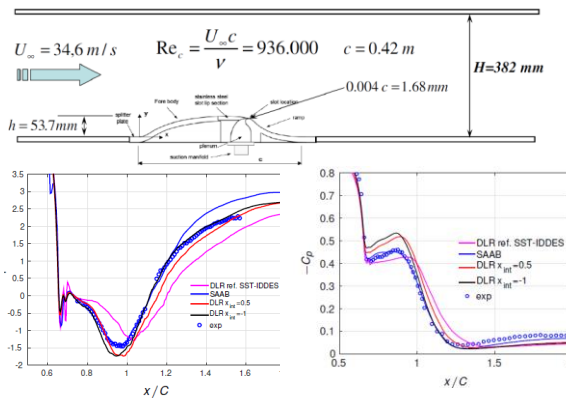 U∞ = 34,6 m / s
Re_c = U∞ c / ν = 936.000
c = 0.42 m
H=382 mm
0.004 c = 1.68 mm
h = 53.7mm
splitter plate
Fore body
stainless steel slot lip section
slot location
ramp
plenum
suction manifold
y
x
c
3.5
3
2.5
2
1.5
1
0.5
0
-0.5
-1
-1.5
-2
DLR ref. SST-IDDES
SAAB
DLR x_int=0.5
DLR x_int=-1
exp
0.6 0.8 1 1.2 1.4 1.6 1.8
x/C
−C_p
0.8
0.7
0.6
0.5
0.4
0.3
0.2
0.1
0
DLR ref. SST-IDDES
SAAB
DLR x_int=0.5
DLR x_int=-1
exp
0.5 1 1.5
x/C